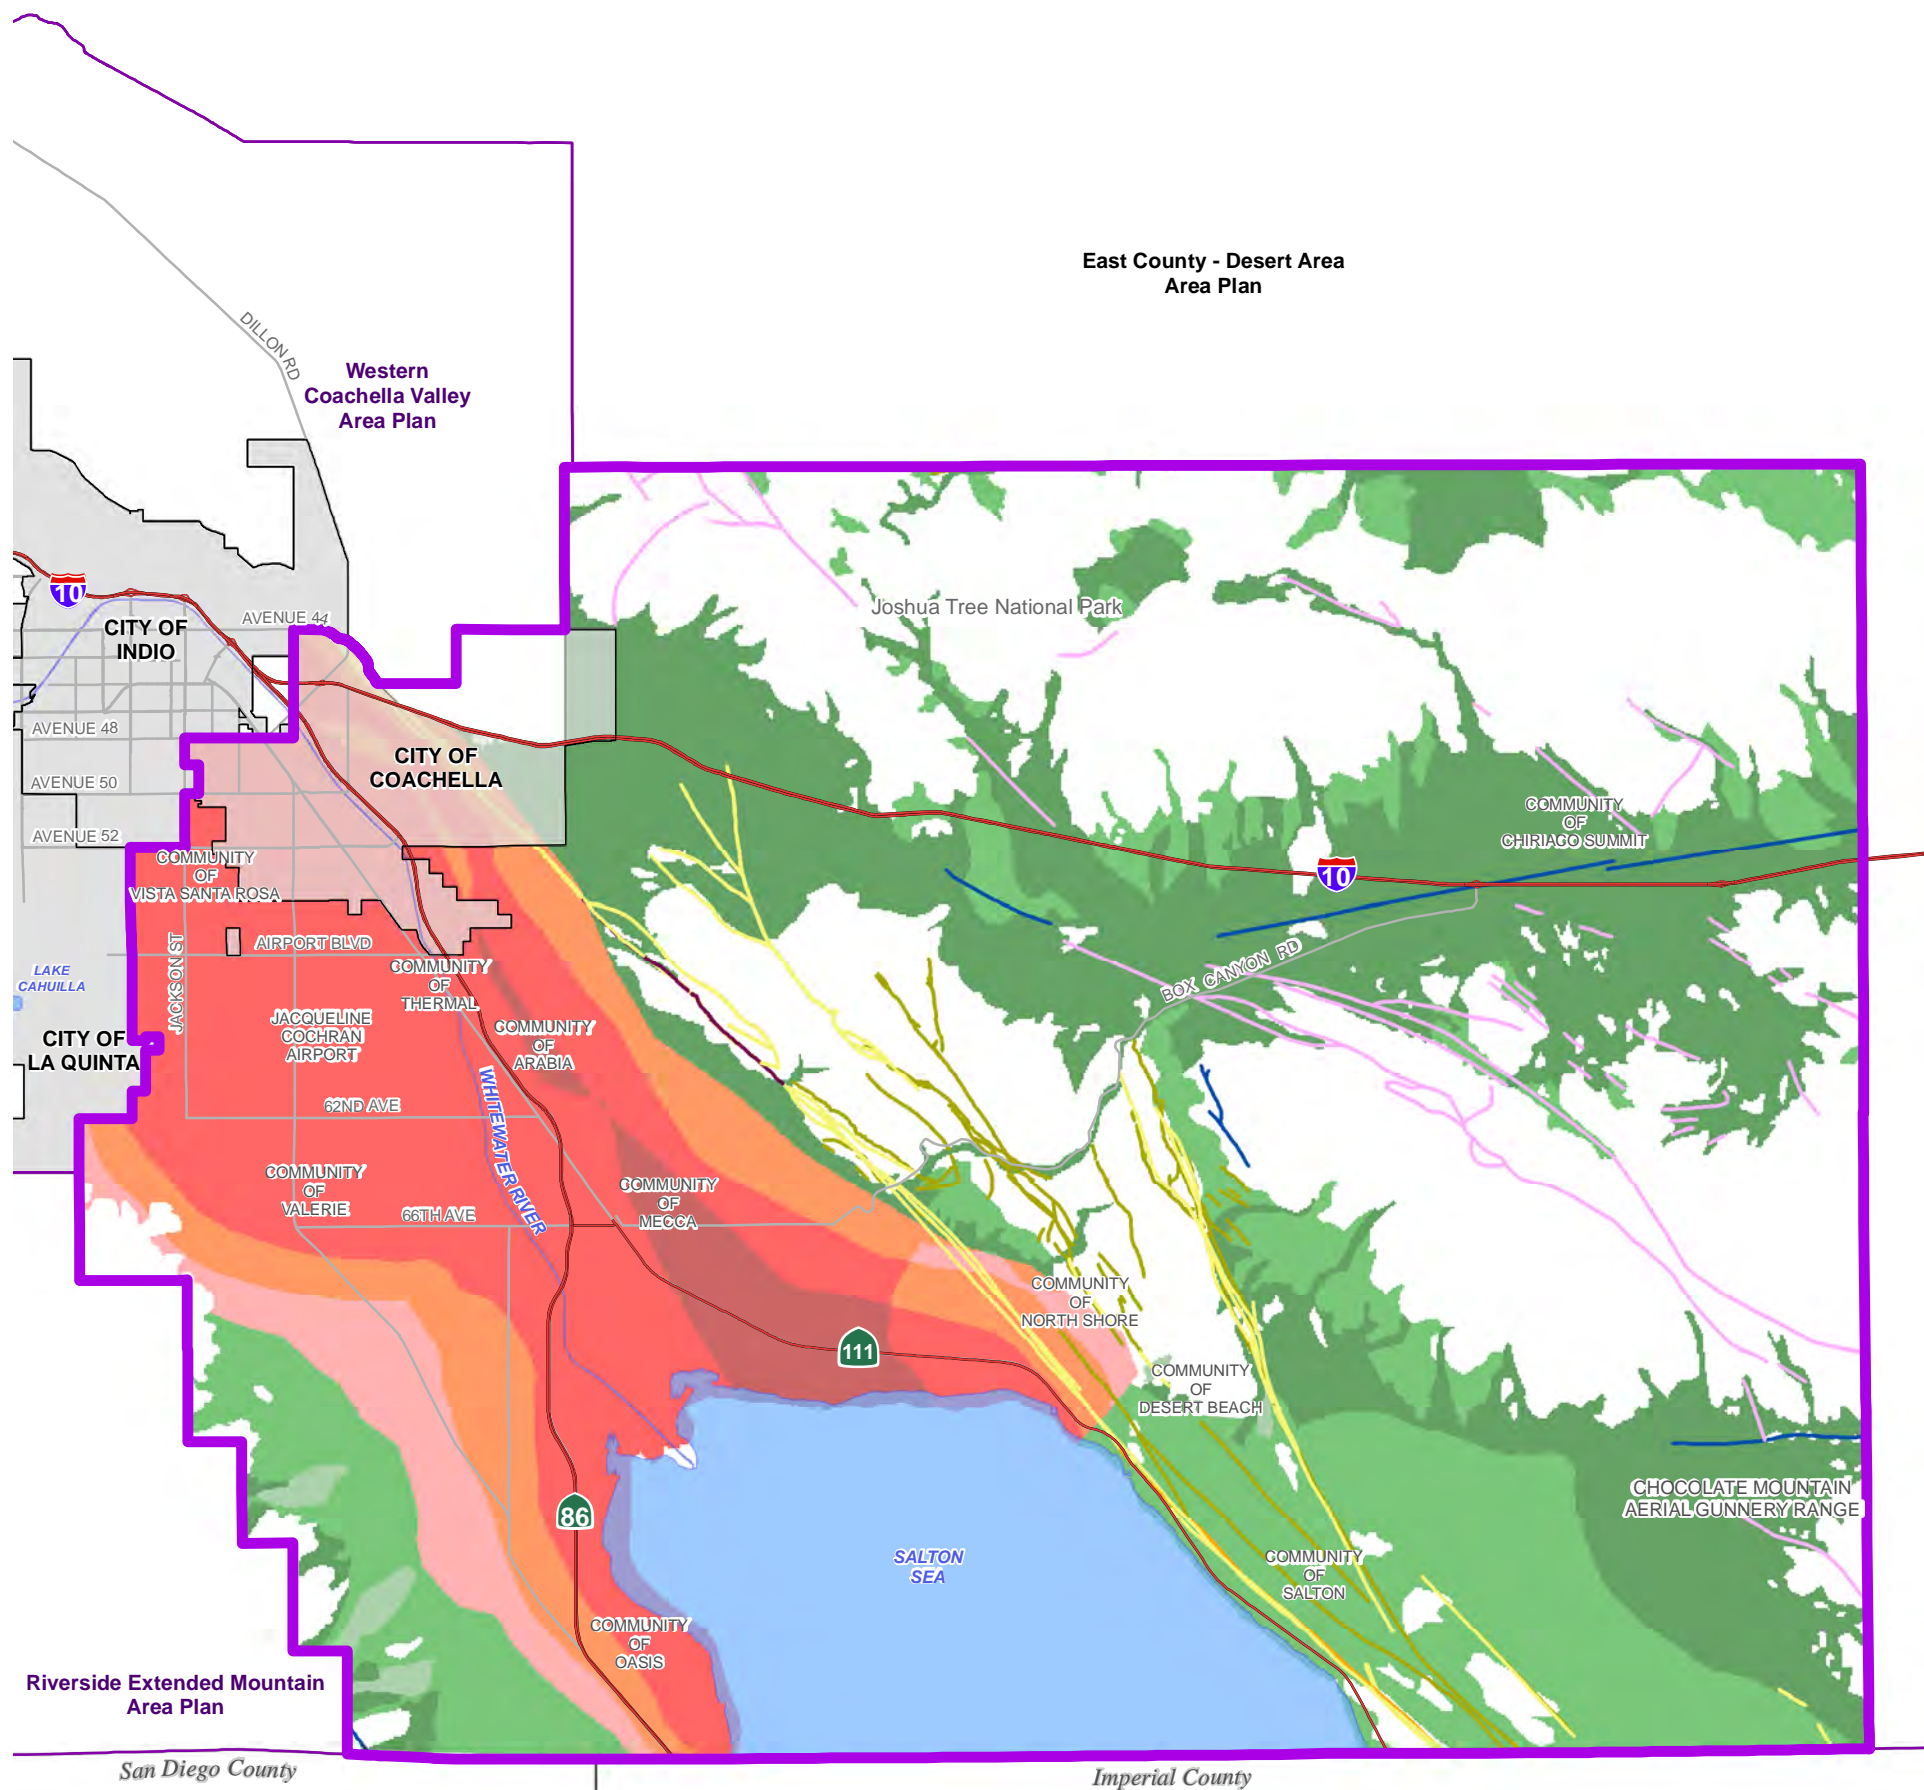 East County - Desert Area
Area Plan
DILLON RD
Western
Coachella Valley
Area Plan
10
AVENUE 44
CITY OF
INDIO
Joshua Tree National Park
AVENUE 48
CITY OF
COACHELLA
AVENUE 50
AVENUE 52
COMMUNITY
OF
CHIRIACO SUMMIT
10
COMMUNITY
OF
VISTA SANTA ROSA
JACKSON ST
AIRPORT BLVD
BOX CANYON RD
LAKE
CAHUILLA
COMMUNITY
OF
THERMAL
JACQUELINE
COCHRAN
AIRPORT
COMMUNITY
OF
ARABIA
CITY OF
LA QUINTA
WHITEWATER RIVER
62ND AVE
COMMUNITY
OF
VALERIE
66TH AVE
COMMUNITY
OF
MECCA
COMMUNITY
OF
NORTH SHORE
111
COMMUNITY
OF
DESERT BEACH
86
CHOCOLATE MOUNTAIN
AERIAL GUNNERY RANGE
SALTON
SEA
COMMUNITY
OF
SALTON
COMMUNITY
OF
OASIS
Riverside Extended Mountain
Area Plan
San Diego County
Imperial County